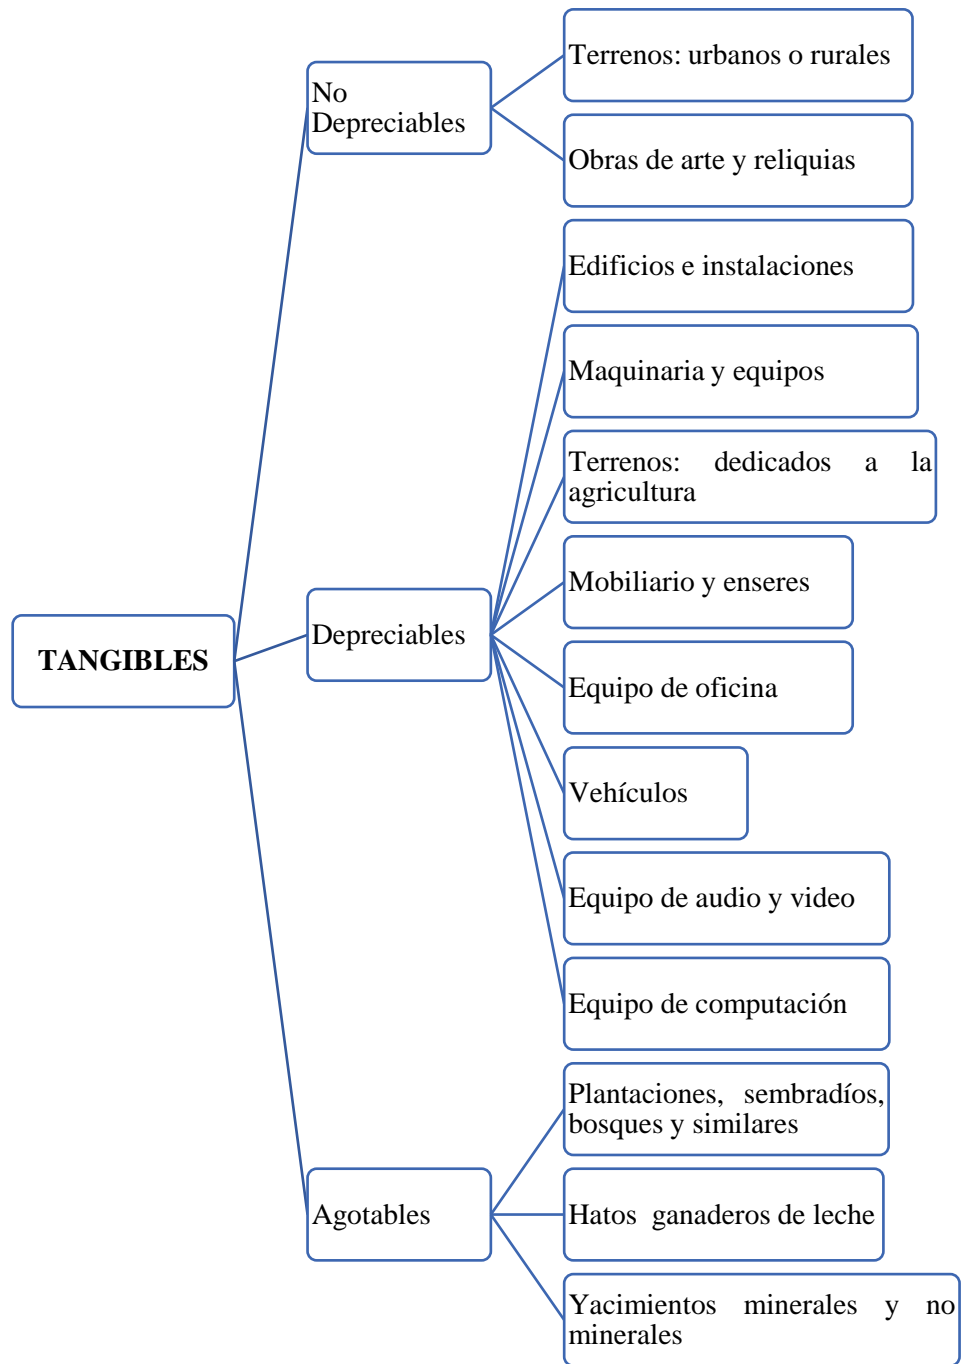 TANGIBLES
No
Depreciables
Terrenos: urbanos o rurales
Obras de arte y reliquias
Depreciables
Edificios e instalaciones
Maquinaria y equipos
Terrenos: dedicados a la
agricultura
Mobiliario y enseres
Equipo de oficina
Vehículos
Equipo de audio y video
Equipo de computación
Agotables
Plantaciones, sembradíos,
bosques y similares
Hatos ganaderos de leche
Yacimientos minerales y no
minerales